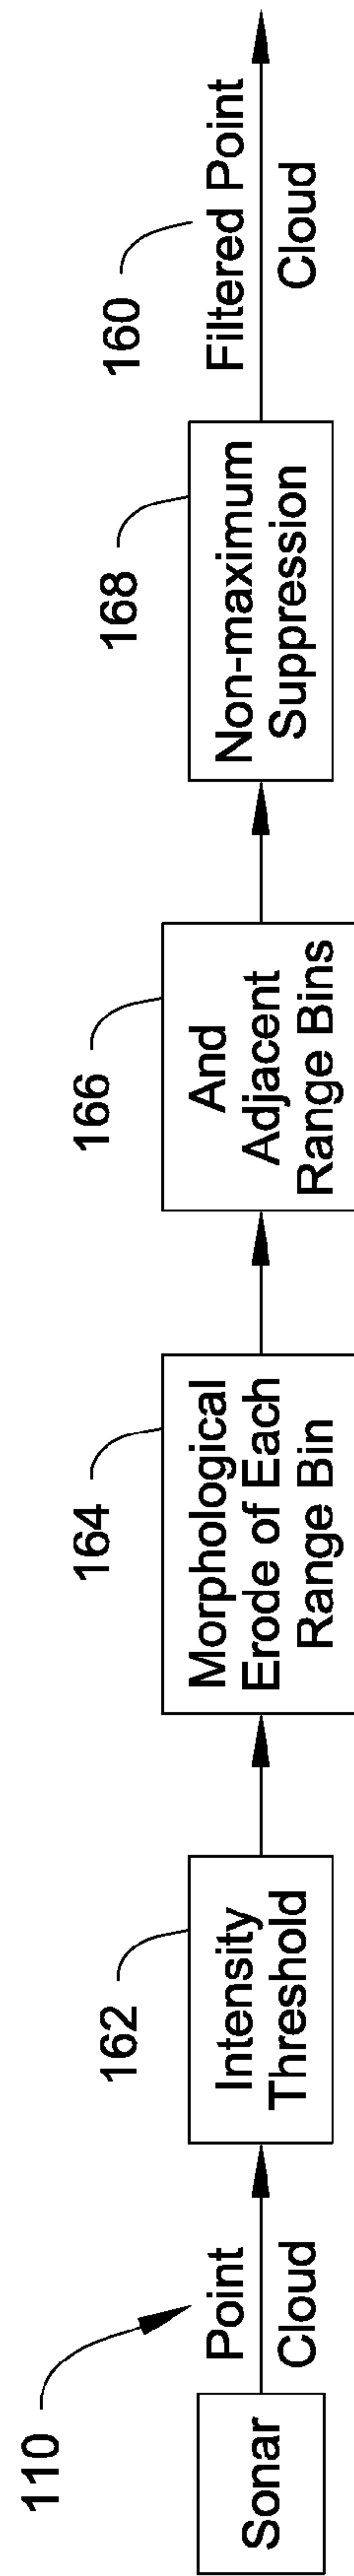 110
Sonar
Point
Cloud
162
Intensity
Threshold
164
Morphological
Erode of Each
Range Bin
166
And
Adjacent
Range Bins
168
Non-maximum
Suppression
160
Filtered Point
Cloud